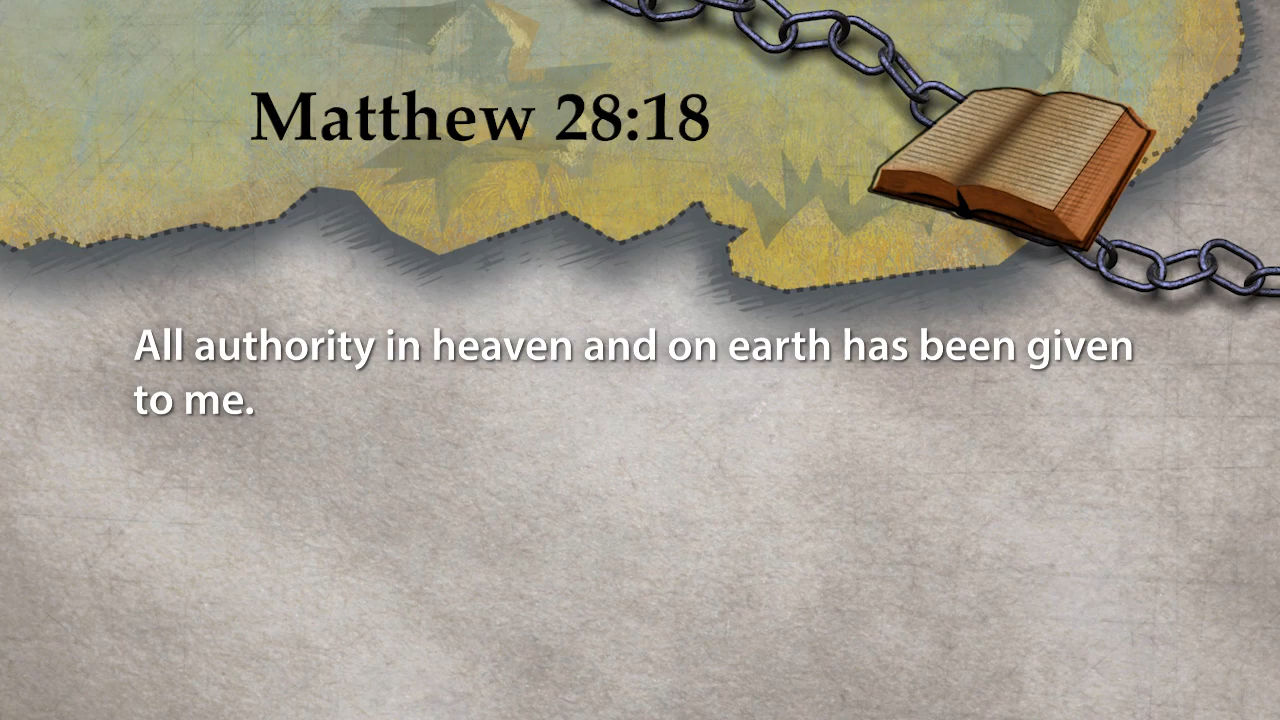 Matthew 28:18
All authority in heaven and on earth has been given
to me.